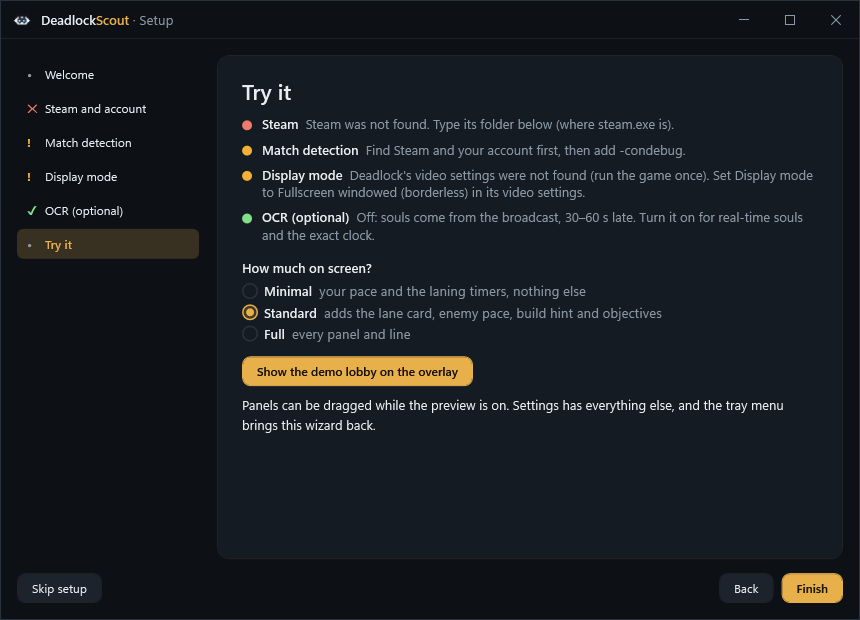 DeadlockScout · Setup
Welcome
Steam and account
! Match detection
! Display mode
OCR (optional)
Try it
Try it
Steam Steam was not found. Type its folder below (where steam.exe is).
Match detection Find Steam and your account first, then add -condebug.
Display mode Deadlock's video settings were not found (run the game once). Set Display mode
to Fullscreen windowed (borderless) in its video settings.
OCR (optional) Off: souls come from the broadcast, 30–60 s late. Turn it on for real-time souls
and the exact clock.
How much on screen?
Minimal your pace and the laning timers, nothing else
Standard adds the lane card, enemy pace, build hint and objectives
Full every panel and line
Show the demo lobby on the overlay
Panels can be dragged while the preview is on. Settings has everything else, and the tray menu
brings this wizard back.
Skip setup
Back
Finish